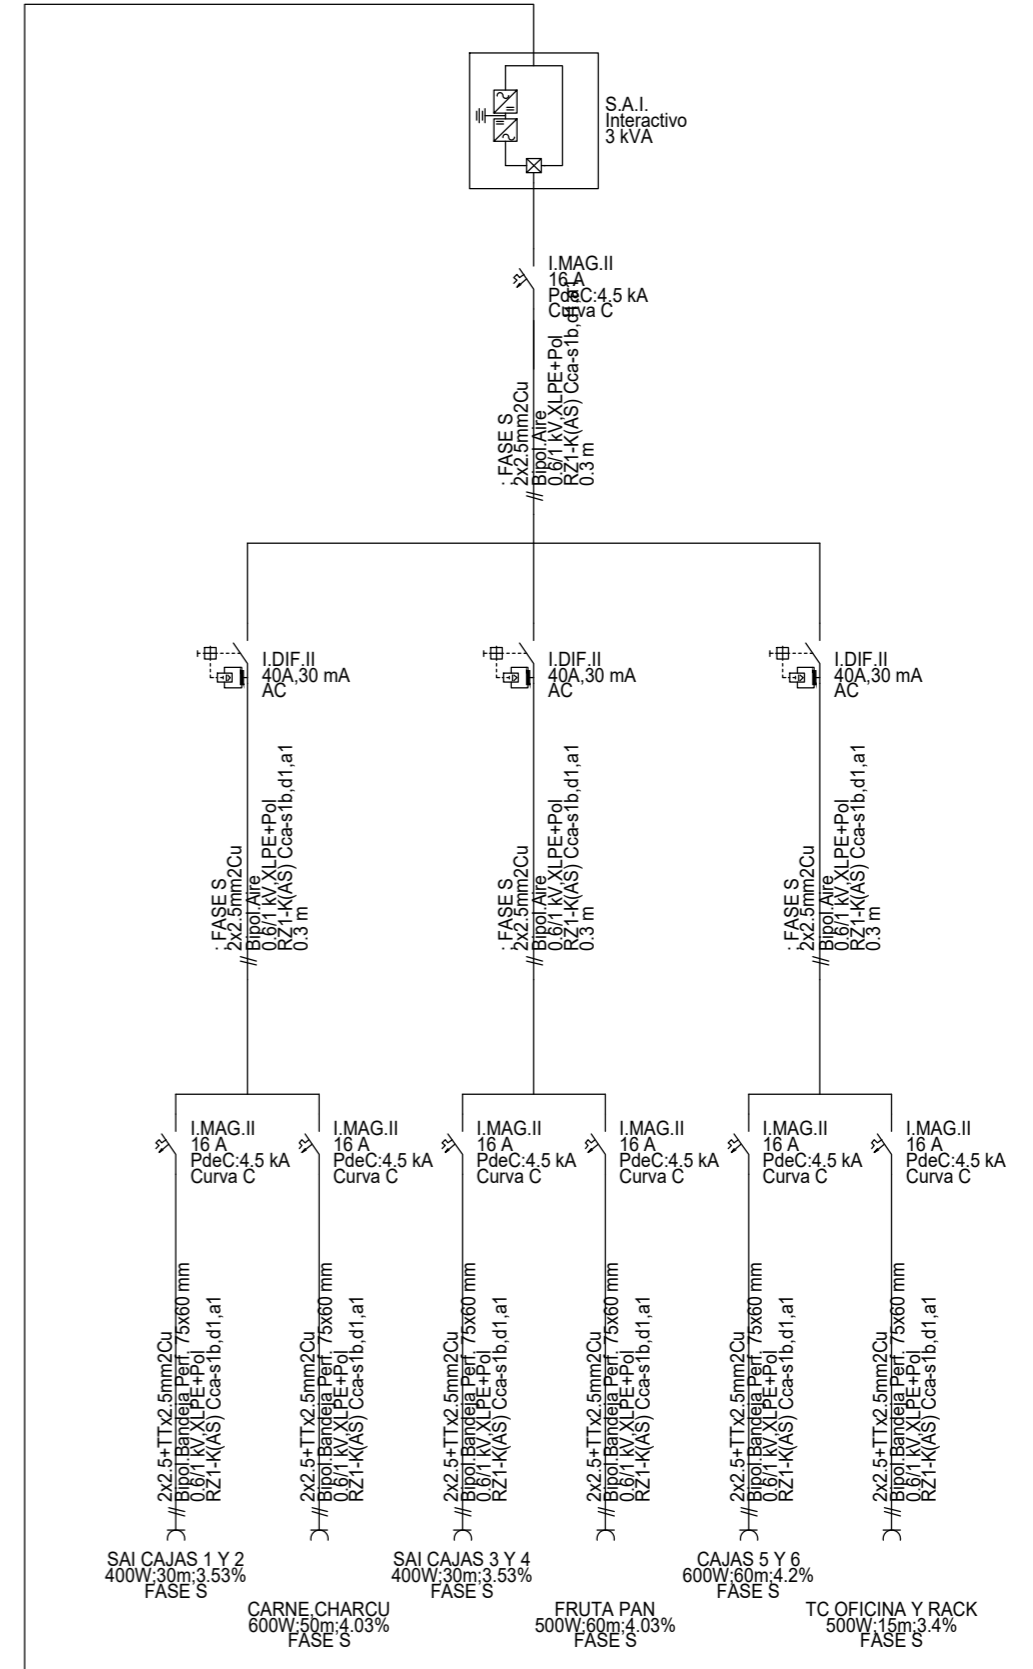 S.A.I.
Interactivo
3 kVA
I.MAG.II
16 A
PdeC:4.5 kA
Curva C
: FASE S
2x2.5mm2Cu
Bipol.Aire
0.6/1 kV,XLPE+Pol
RZ1-K(AS) Cca-s1b,d1,a1
0.3 m
I.DIF.II
40A,30 mA
AC
I.DIF.II
40A,30 mA
AC
I.DIF.II
40A,30 mA
AC
: FASE S
2x2.5mm2Cu
Bipol.Aire
0.6/1 kV,XLPE+Pol
RZ1-K(AS) Cca-s1b,d1,a1
0.3 m
: FASE S
2x2.5mm2Cu
Bipol.Aire
0.6/1 kV,XLPE+Pol
RZ1-K(AS) Cca-s1b,d1,a1
0.3 m
: FASE S
2x2.5mm2Cu
Bipol.Aire
0.6/1 kV,XLPE+Pol
RZ1-K(AS) Cca-s1b,d1,a1
0.3 m
I.MAG.II
16 A
PdeC:4.5 kA
Curva C
I.MAG.II
16 A
PdeC:4.5 kA
Curva C
I.MAG.II
16 A
PdeC:4.5 kA
Curva C
I.MAG.II
16 A
PdeC:4.5 kA
Curva C
I.MAG.II
16 A
PdeC:4.5 kA
Curva C
I.MAG.II
16 A
PdeC:4.5 kA
Curva C
2x2.5+TTx2.5mm2Cu
Bipol.Bandeja Perf. 75x60 mm
0.6/1 kV,XLPE+Pol
RZ1-K(AS) Cca-s1b,d1,a1
2x2.5+TTx2.5mm2Cu
Bipol.Bandeja Perf. 75x60 mm
0.6/1 kV,XLPE+Pol
RZ1-K(AS) Cca-s1b,d1,a1
2x2.5+TTx2.5mm2Cu
Bipol.Bandeja Perf. 75x60 mm
0.6/1 kV,XLPE+Pol
RZ1-K(AS) Cca-s1b,d1,a1
2x2.5+TTx2.5mm2Cu
Bipol.Bandeja Perf. 75x60 mm
0.6/1 kV,XLPE+Pol
RZ1-K(AS) Cca-s1b,d1,a1
2x2.5+TTx2.5mm2Cu
Bipol.Bandeja Perf. 75x60 mm
0.6/1 kV,XLPE+Pol
RZ1-K(AS) Cca-s1b,d1,a1
2x2.5+TTx2.5mm2Cu
Bipol.Bandeja Perf. 75x60 mm
0.6/1 kV,XLPE+Pol
RZ1-K(AS) Cca-s1b,d1,a1
SAI CAJAS 1 Y 2
400W;30m;3.53%
FASE S
CARNE,CHARCU
600W;50m;4.03%
FASE S
SAI CAJAS 3 Y 4
400W;30m;3.53%
FASE S
FRUTA PAN
500W;60m;4.03%
FASE S
CAJAS 5 Y 6
600W;60m;4.2%
FASE S
TC OFICINA Y RACK
500W;15m;3.4%
FASE S